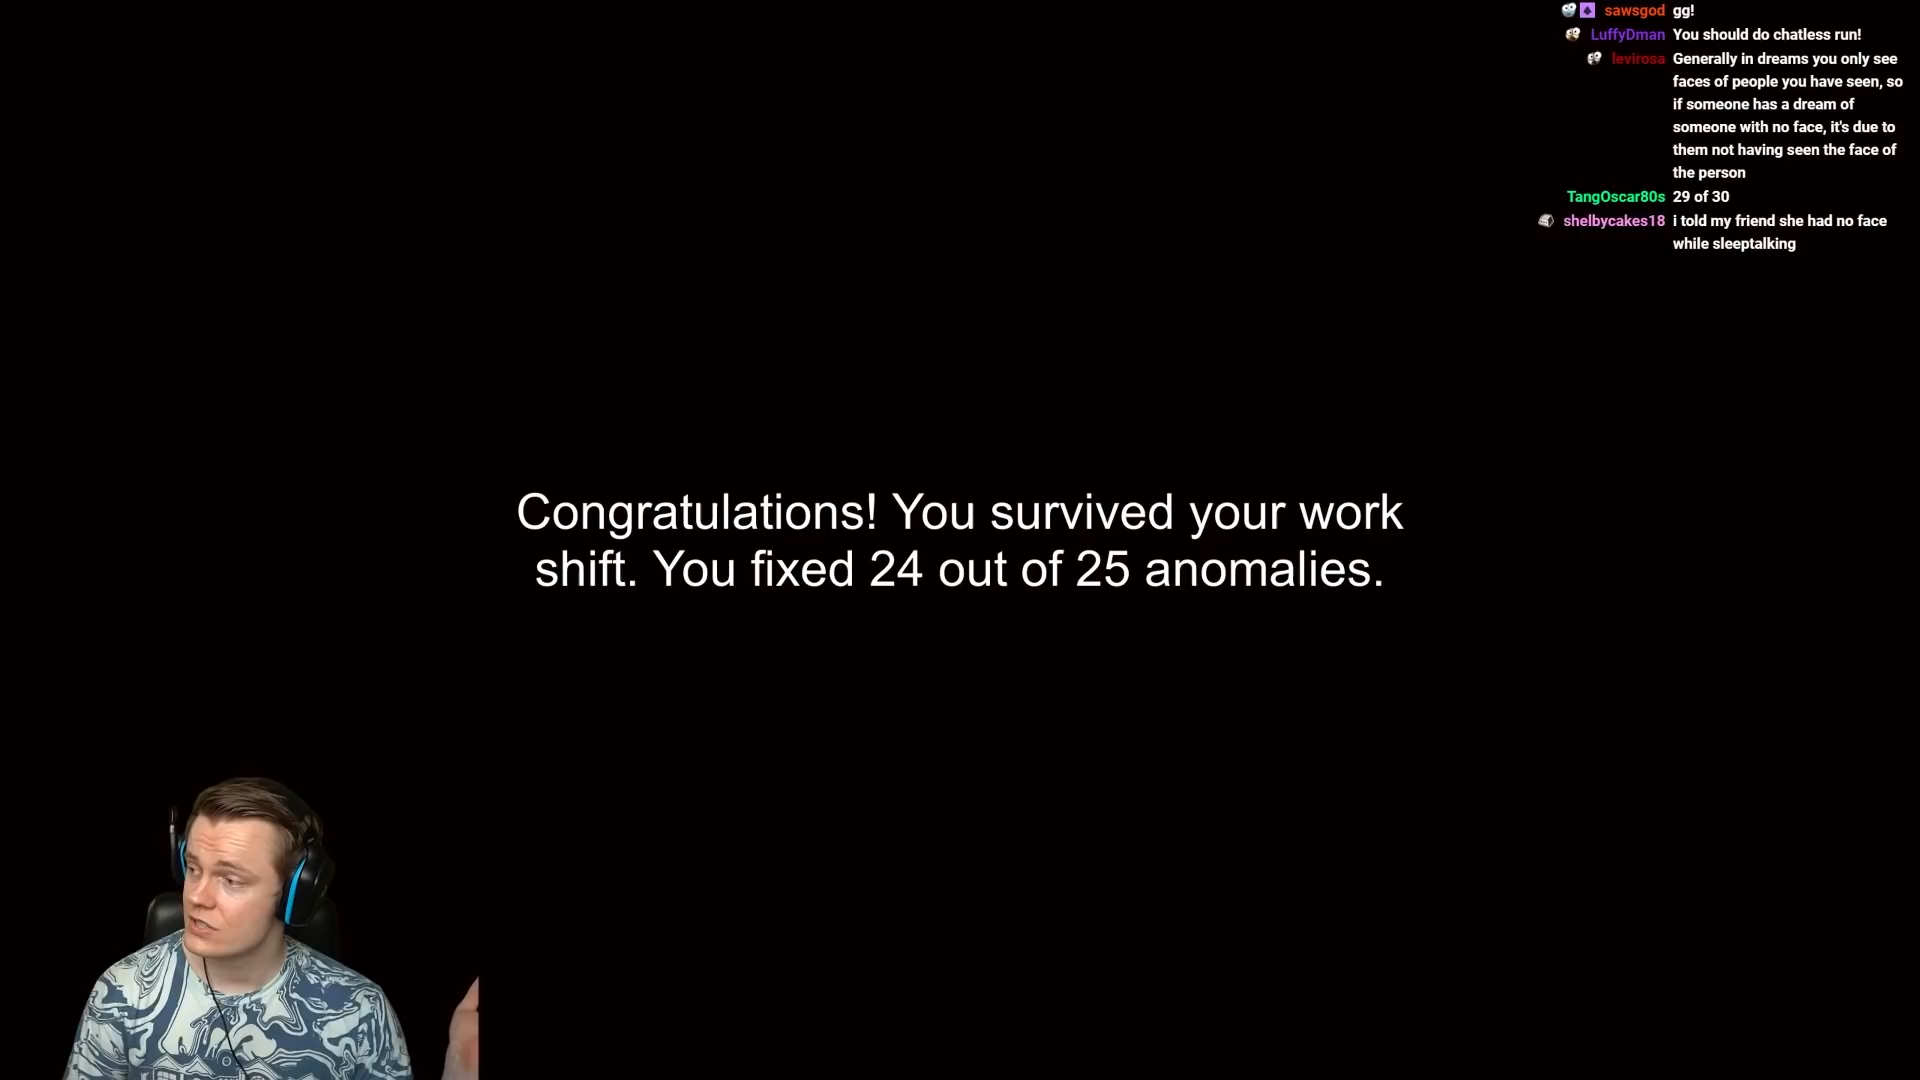 sawsgod gg!
LuffyDman You should do chatless run!
levirosa Generally in dreams you only see
faces of people you have seen, so
if someone has a dream of
someone with no face, it's due to
them not having seen the face of
the person
TangOscar80s 29 of 30
shelbycakes18 i told my friend she had no face
while sleeptalking
Congratulations! You survived your work
shift. You fixed 24 out of 25 anomalies.